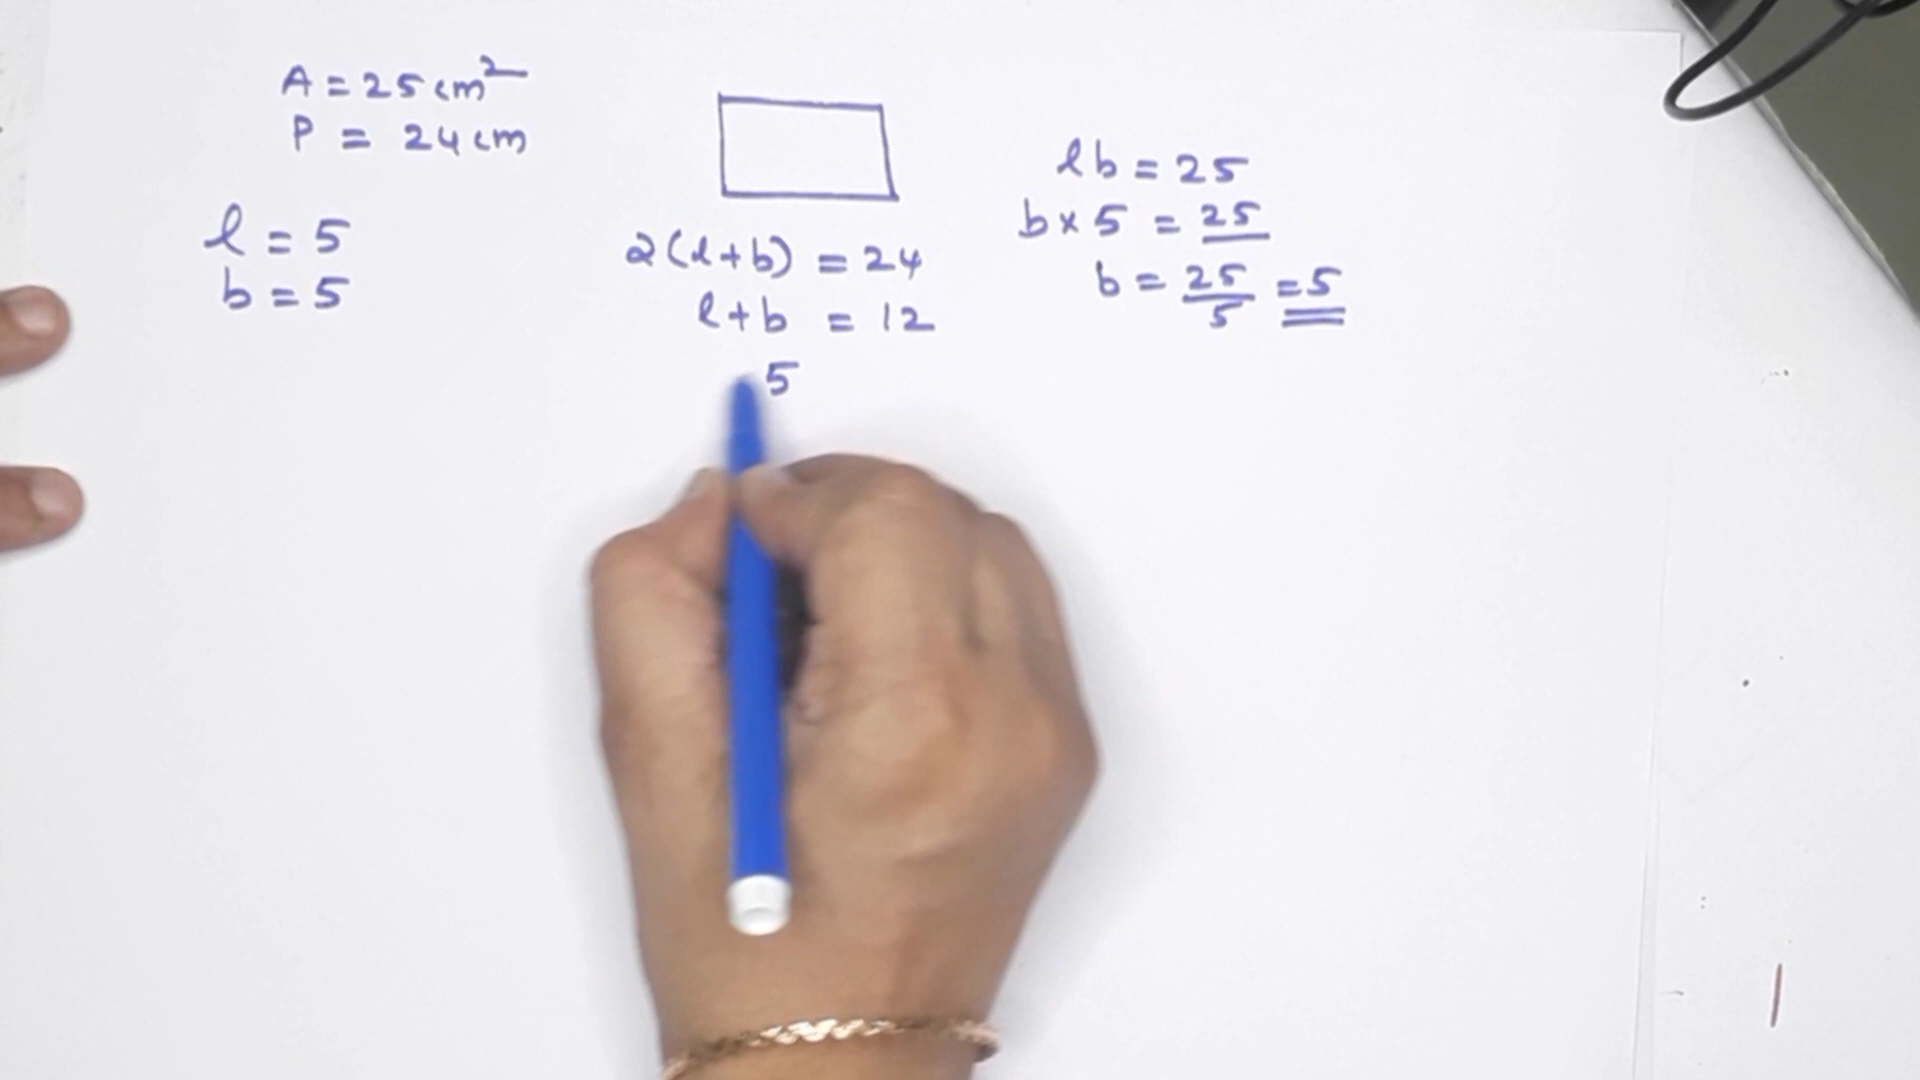 A = 25 cm²
P = 24 cm
l = 5
b = 5
2(l+b) = 24
l+b = 12
5
lb = 25
b × 5 = 25
b = 25/5 = 5